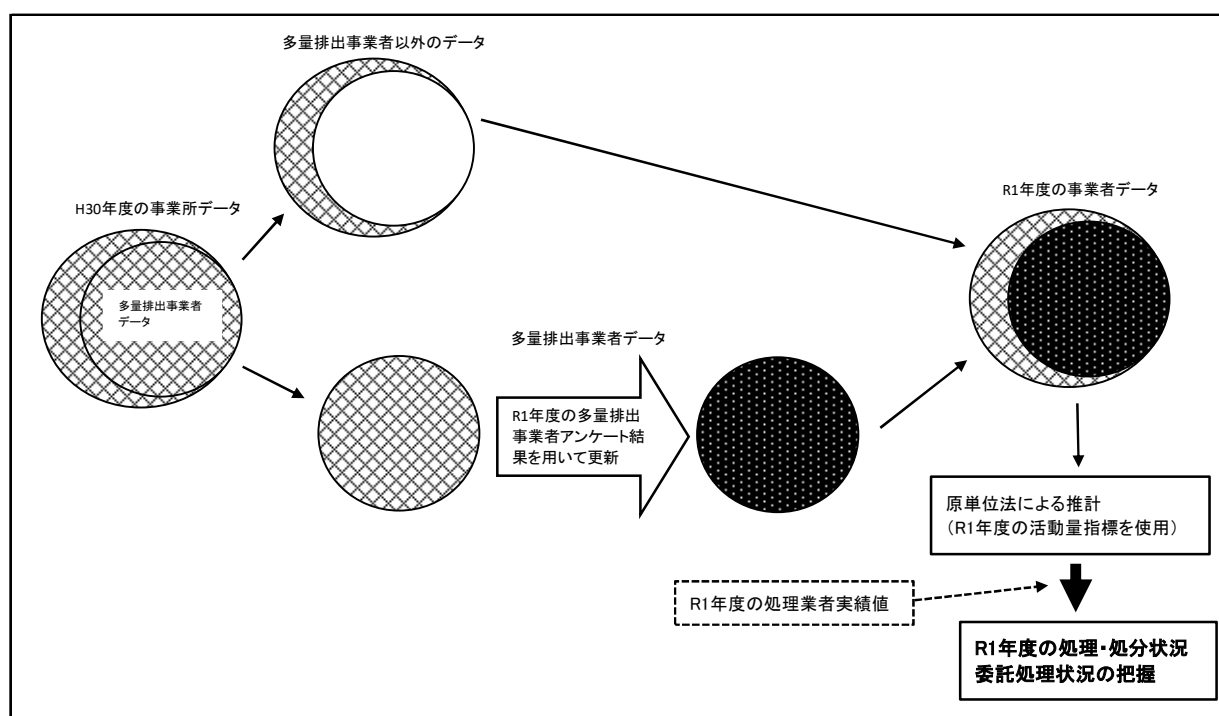 多量排出事業者以外のデータ
H30年度の事業所データ
多量排出事業者
データ
R1年度の事業者データ
多量排出事業者データ
R1年度の多量排出
事業者アンケート結
果を用いて更新
原単位法による推計
（R1年度の活動量指標を使用）
R1年度の処理業者実績値
R1年度の処理・処分状況
委託処理状況の把握